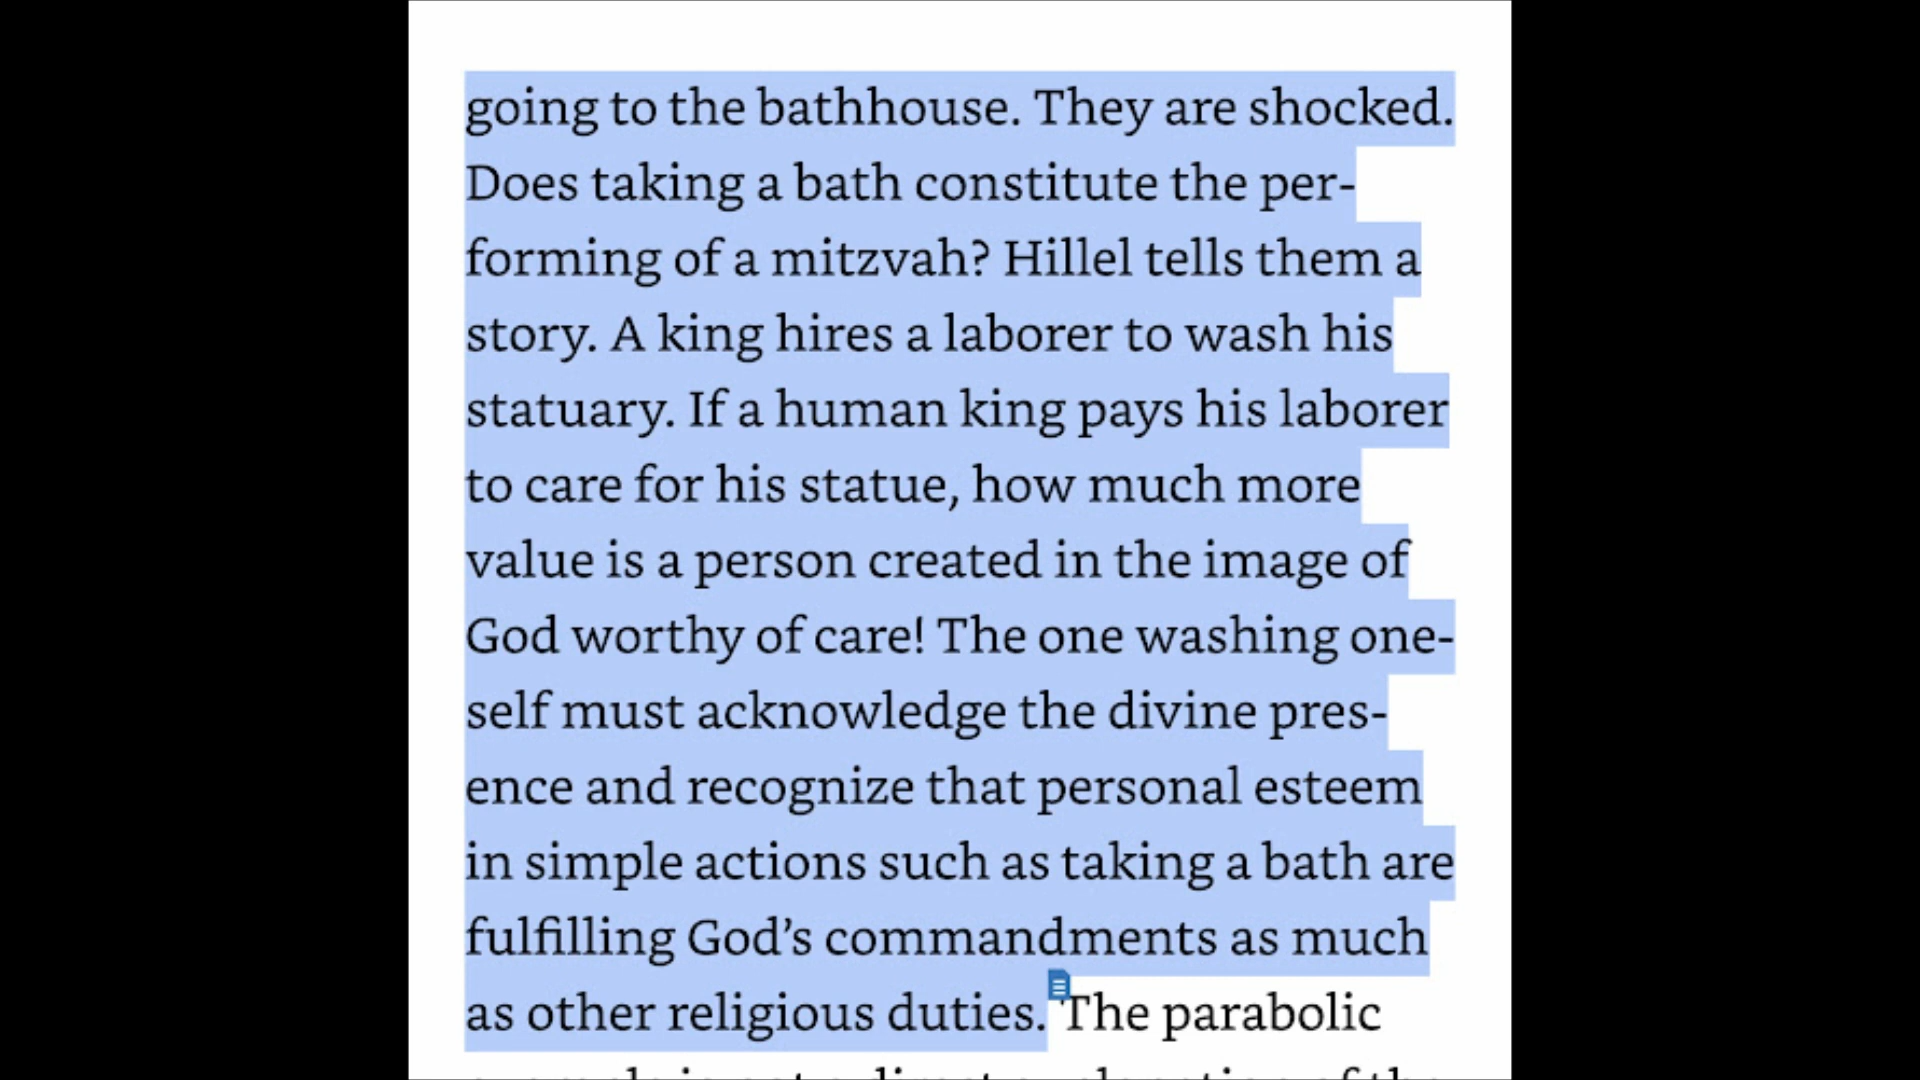 going to the bathhouse. They are shocked.
Does taking a bath constitute the per-
forming of a mitzvah? Hillel tells them a
story. A king hires a laborer to wash his
statuary. If a human king pays his laborer
to care for his statue, how much more
value is a person created in the image of
God worthy of care! The one washing one-
self must acknowledge the divine pres-
ence and recognize that personal esteem
in simple actions such as taking a bath are
fulfilling God’s commandments as much
as other religious duties. The parabolic